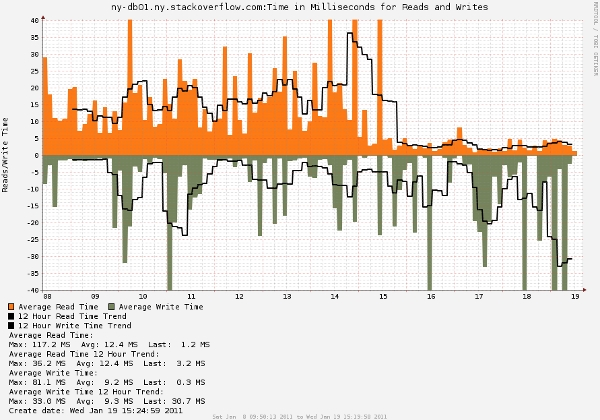 ny-db01.ny.stackoverflow.com:Time in Milliseconds for Reads and Writes
RRDTOOL / TOBI OETIKER
Reads/Write Time
40
35
30
25
20
15
10
5
0
-5
-10
-15
-20
-25
-30
-35
-40
08 09 10 11 12 13 14 15 16 17 18 19
Average Read Time Average Write Time
12 Hour Read Time Trend
12 Hour Write Time Trend
Average Read Time:
Max: 117.2 MS Avg: 12.4 MS Last: 1.2 MS
Average Read Time 12 Hour Trend:
Max: 36.2 MS Avg: 12.4 MS Last: 3.2 MS
Average Write Time:
Max: 81.1 MS Avg: 9.2 MS Last: 0.3 MS
Average Write Time 12 Hour Trend:
Max: 33.0 MS Avg: 9.3 MS Last: 30.7 MS
Create date: Wed Jan 19 15:24:59 2011
Sat Jan 8 09:50:13 2011 to Wed Jan 19 15:19:58 2011